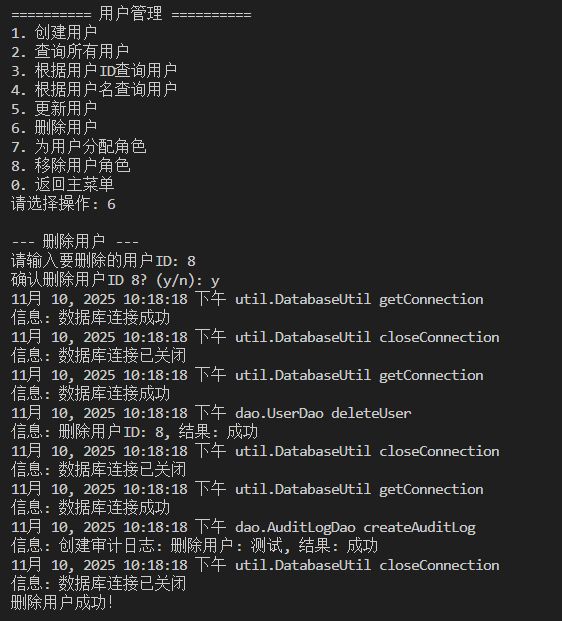 ========== 用户管理 ==========
1. 创建用户
2. 查询所有用户
3. 根据用户ID查询用户
4. 根据用户名查询用户
5. 更新用户
6. 删除用户
7. 为用户分配角色
8. 移除用户角色
0. 返回主菜单
请选择操作: 6
--- 删除用户 ---
请输入要删除的用户ID: 8
确认删除用户ID 8? (y/n): y
11月 10, 2025 10:18:18 下午 util.DatabaseUtil getConnection
信息: 数据库连接成功
11月 10, 2025 10:18:18 下午 util.DatabaseUtil closeConnection
信息: 数据库连接已关闭
11月 10, 2025 10:18:18 下午 util.DatabaseUtil getConnection
信息: 数据库连接成功
11月 10, 2025 10:18:18 下午 dao.UserDao deleteUser
信息: 删除用户ID: 8, 结果: 成功
11月 10, 2025 10:18:18 下午 util.DatabaseUtil closeConnection
信息: 数据库连接已关闭
11月 10, 2025 10:18:18 下午 util.DatabaseUtil getConnection
信息: 数据库连接成功
11月 10, 2025 10:18:18 下午 dao.AuditLogDao createAuditLog
信息: 创建审计日志: 删除用户: 测试, 结果: 成功
11月 10, 2025 10:18:18 下午 util.DatabaseUtil closeConnection
信息: 数据库连接已关闭
删除用户成功!